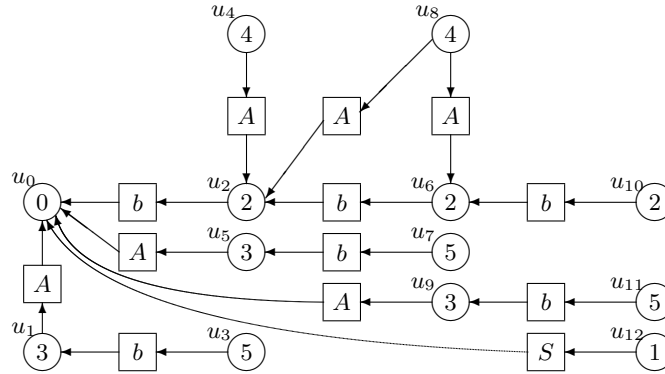 u4 u8
4 4
A A A
u0 u2 u6 u10
0 b 2 b 2 b 2
u5 u7
A 3 b 5
u9 u11
A A 3 b 5
u1 u3 u12
3 b 5 S 1